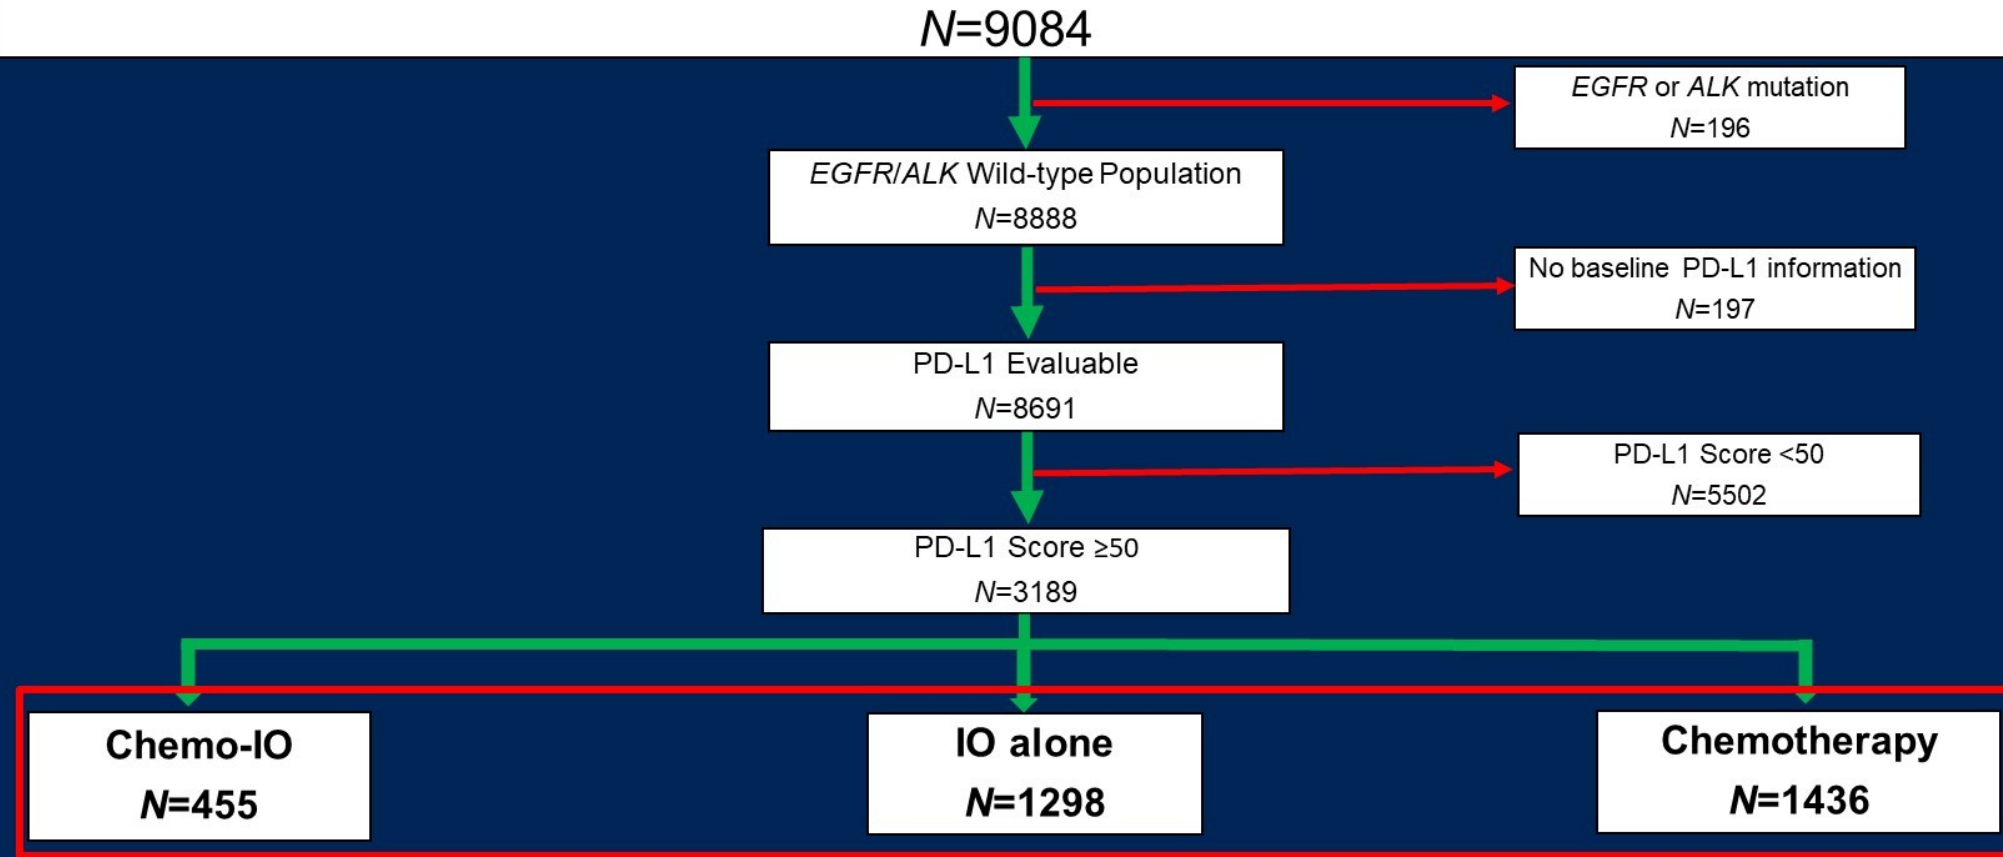 N=9084
EGFR or ALK mutation
N=196
EGFR/ALK Wild-type Population
N=8888
No baseline PD-L1 information
N=197
PD-L1 Evaluable
N=8691
PD-L1 Score <50
N=5502
PD-L1 Score ≥50
N=3189
Chemo-IO
N=455
IO alone
N=1298
Chemotherapy
N=1436